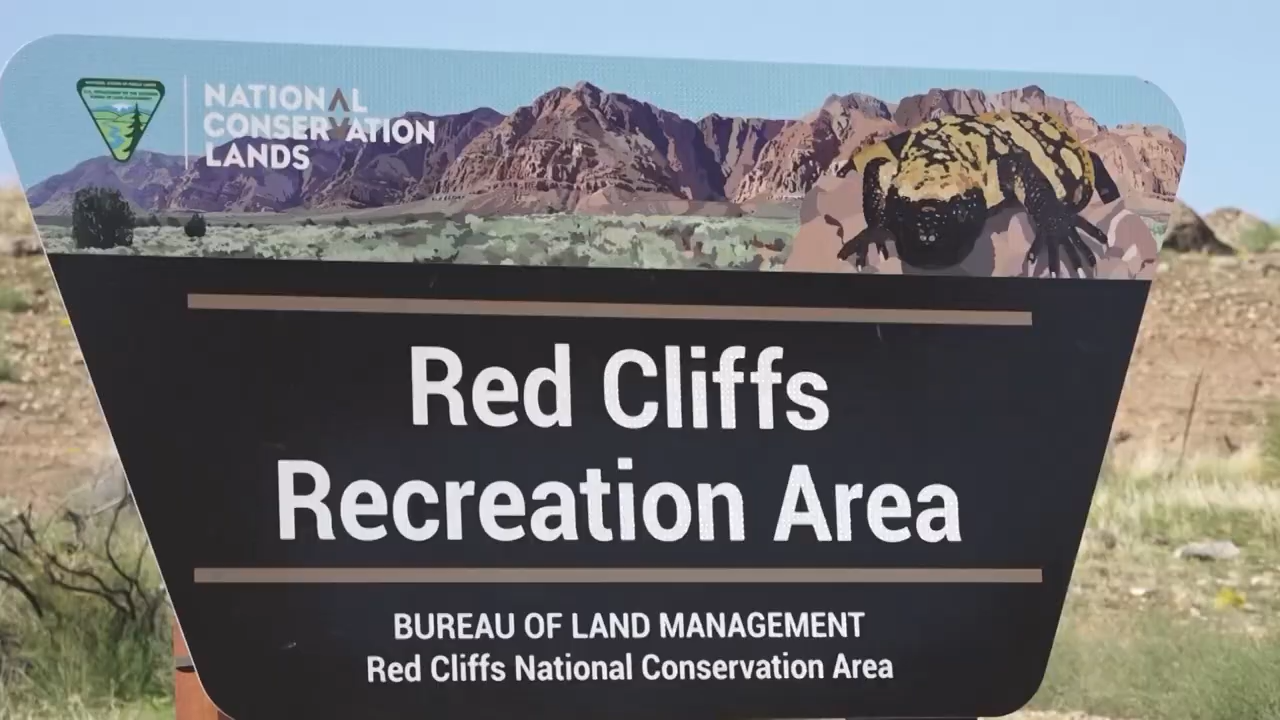 NATIONAL
CONSERVATION
LANDS
Red Cliffs
Recreation Area
BUREAU OF LAND MANAGEMENT
Red Cliffs National Conservation Area